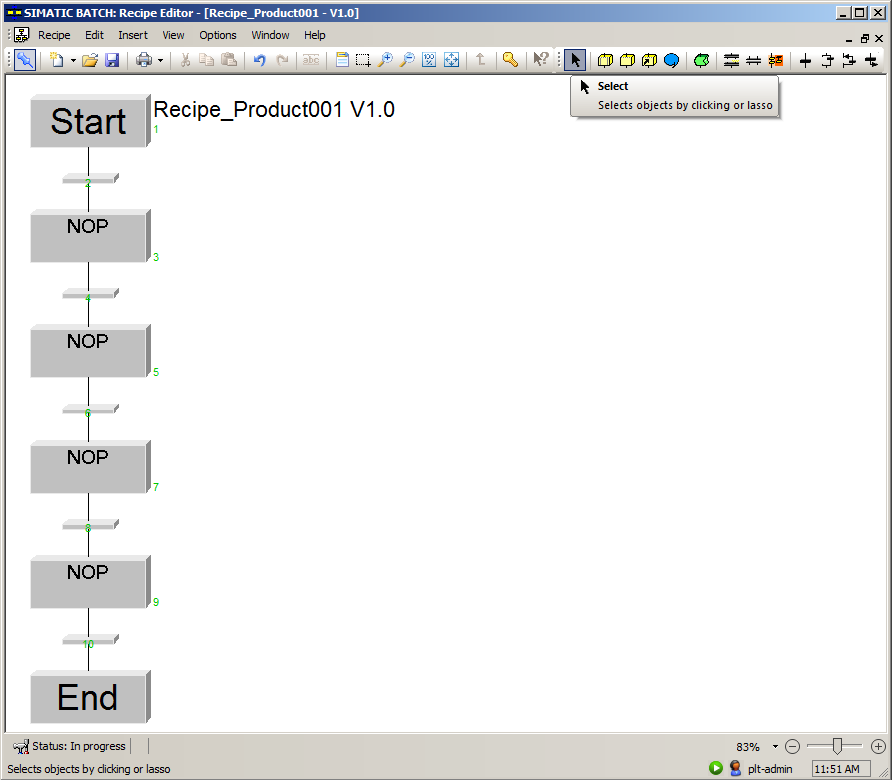 SIMATIC BATCH: Recipe Editor - [Recipe_Product001 - V1.0]
Recipe Edit Insert View Options Window Help
abc
100
%
Select
Selects objects by clicking or lasso
Start
Recipe_Product001 V1.0
1
2
NOP
3
4
NOP
5
6
NOP
7
8
NOP
9
10
End
Status: In progress
83%
Selects objects by clicking or lasso
plt-admin
11:51 AM